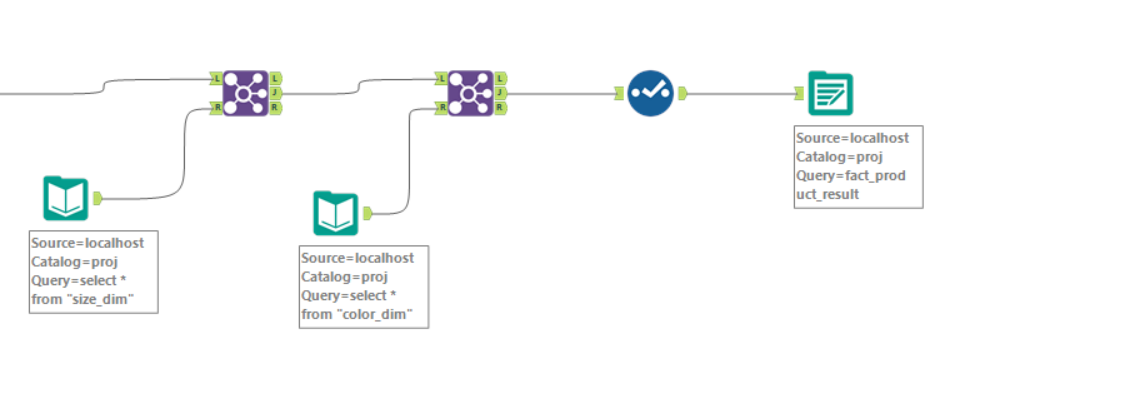 L
L
J
R
R
L
L
J
R
R
Source=localhost
Catalog=proj
Query=select *
from "size_dim"
Source=localhost
Catalog=proj
Query=select *
from "color_dim"
Source=localhost
Catalog=proj
Query=fact_prod
uct_result